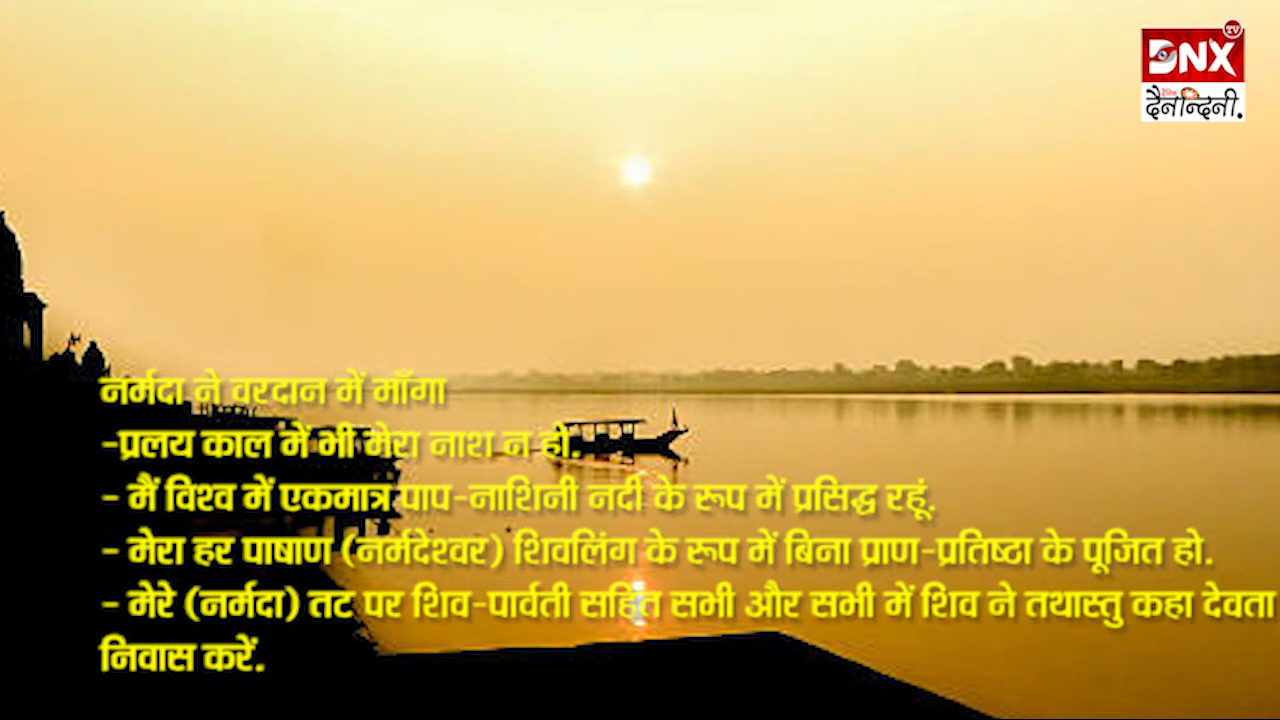 TV
DNX
दैनिक
दैनन्दिनी.
नर्मदा ने वरदान में माँगा
-प्रलय काल में भी मेरा नाश न हो.
- मैं विश्व में एकमात्र पाप-नाशिनी नदी के रूप में प्रसिद्ध रहूं.
- मेरा हर पाषाण (नर्मदेश्वर) शिवलिंग के रूप में बिना प्राण-प्रतिष्ठा के पूजित हो.
- मेरे (नर्मदा) तट पर शिव-पार्वती सहित सभी और सभी में शिव ने तथास्तु कहा देवता
निवास करें.